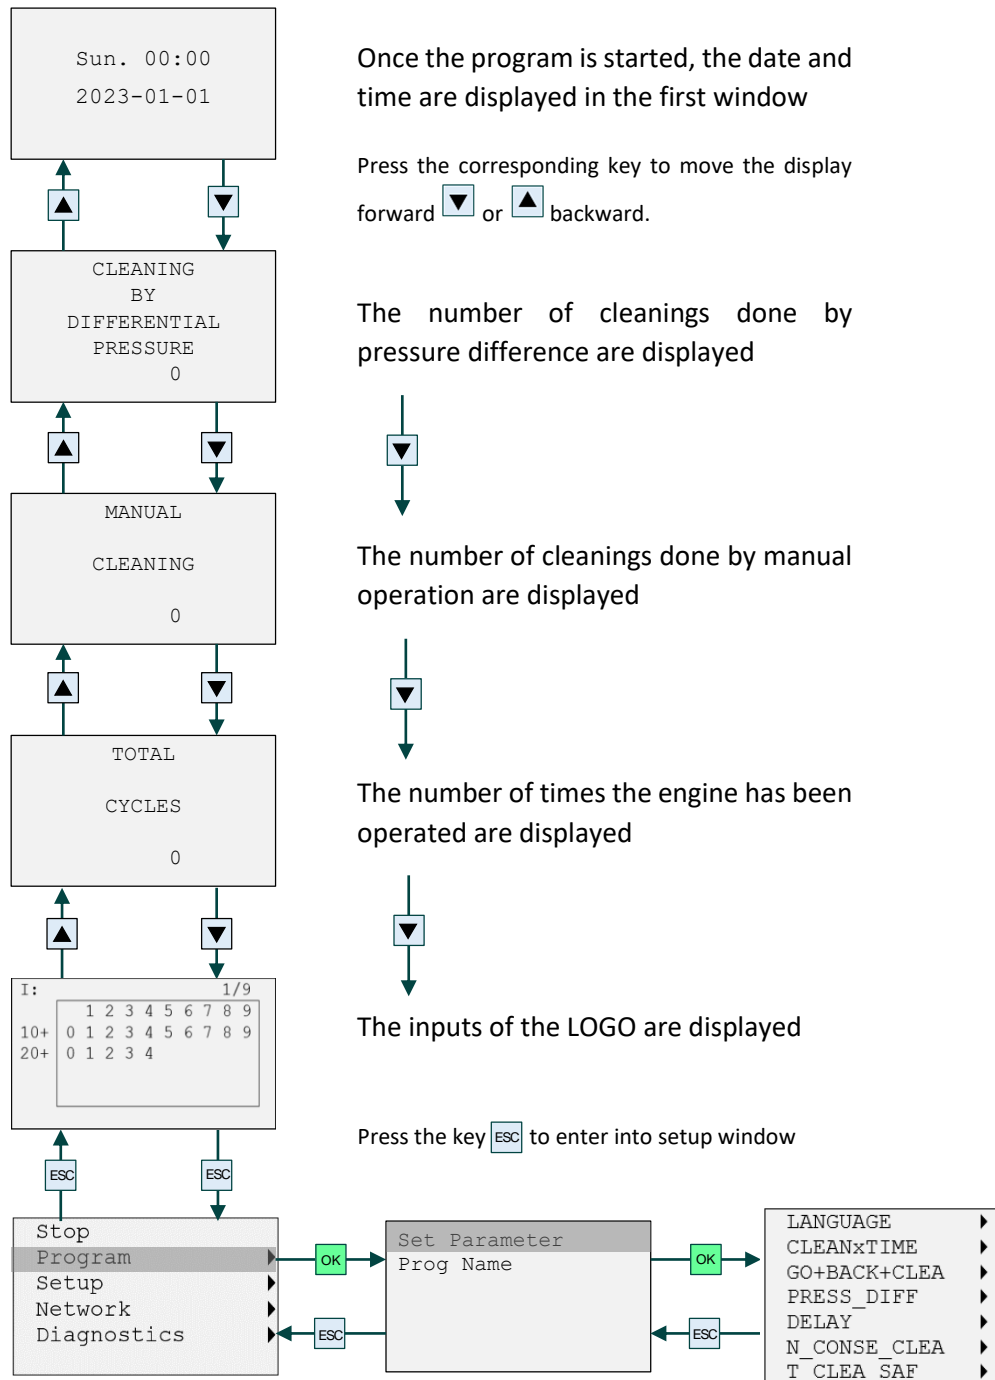 Sun. 00:00
2023-01-01
Once the program is started, the date and
time are displayed in the first window
Press the corresponding key to move the display
forward ▼ or ▲ backward.
▲ ▼
CLEANING
BY
DIFFERENTIAL
PRESSURE
0
The number of cleanings done by
pressure difference are displayed
▲ ▼ ▼
MANUAL
CLEANING
0
The number of cleanings done by manual
operation are displayed
▲ ▼ ▼
TOTAL
CYCLES
0
The number of times the engine has been
operated are displayed
▲ ▼ ▼
I: 1/9
1 2 3 4 5 6 7 8 9
10+ 0 1 2 3 4 5 6 7 8 9
20+ 0 1 2 3 4
The inputs of the LOGO are displayed
Press the key ESC to enter into setup window
ESC ESC
Stop
Program
Setup
Network
Diagnostics
OK
ESC
Set Parameter
Prog Name
OK
ESC
LANGUAGE
CLEANxTIME
GO+BACK+CLEA
PRESS_DIFF
DELAY
N_CONSE_CLEA
T_CLEA_SAF